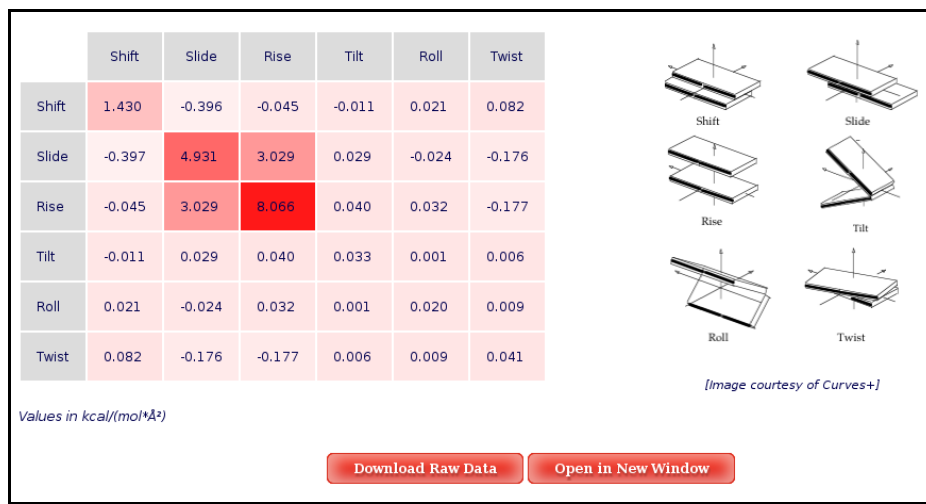 Shift Slide Rise Tilt Roll Twist
Shift 1.430 -0.396 -0.045 -0.011 0.021 0.082
Slide -0.397 4.931 3.029 0.029 -0.024 -0.176
Rise -0.045 3.029 8.066 0.040 0.032 -0.177
Tilt -0.011 0.029 0.040 0.033 0.001 0.006
Roll 0.021 -0.024 0.032 0.001 0.020 0.009
Twist 0.082 -0.176 -0.177 0.006 0.009 0.041
Values in kcal/(mol*Å²)
Shift Slide
Rise Tilt
Roll Twist
[Image courtesy of Curves+]
Download Raw Data Open in New Window